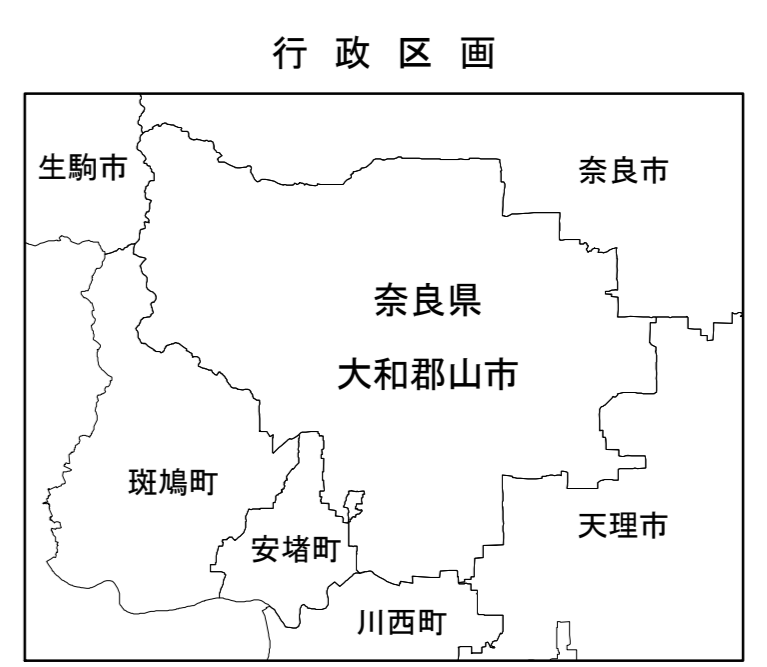 行政区画
生駒市
奈良市
奈良県
大和郡山市
斑鳩町
天理市
安堵町
川西町